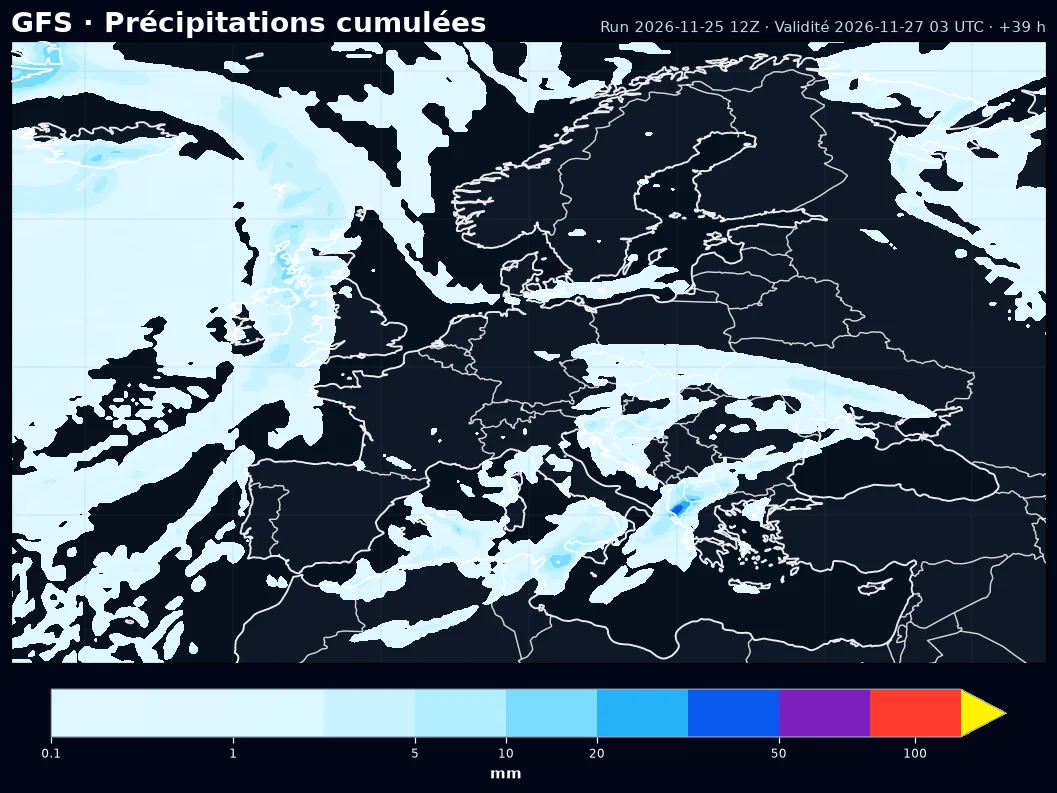 GFS · Précipitations cumulées
Run 2026-11-25 12Z · Validité 2026-11-27 03 UTC · +39 h
0.1 1 5 10 20 50 100
mm